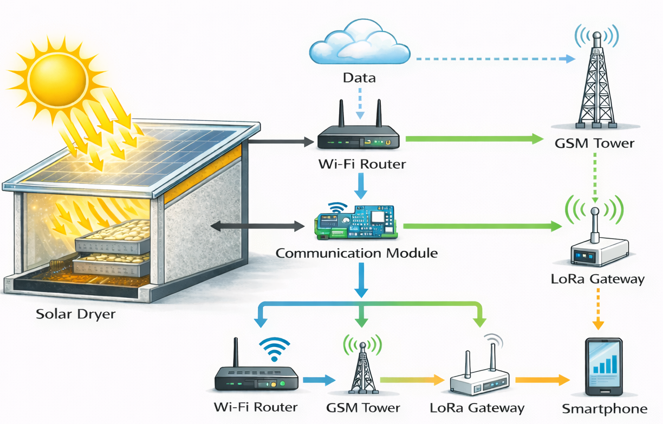 Data
GSM Tower
Wi-Fi Router
Communication Module
LoRa Gateway
Solar Dryer
Wi-Fi Router
GSM Tower
LoRa Gateway
Smartphone